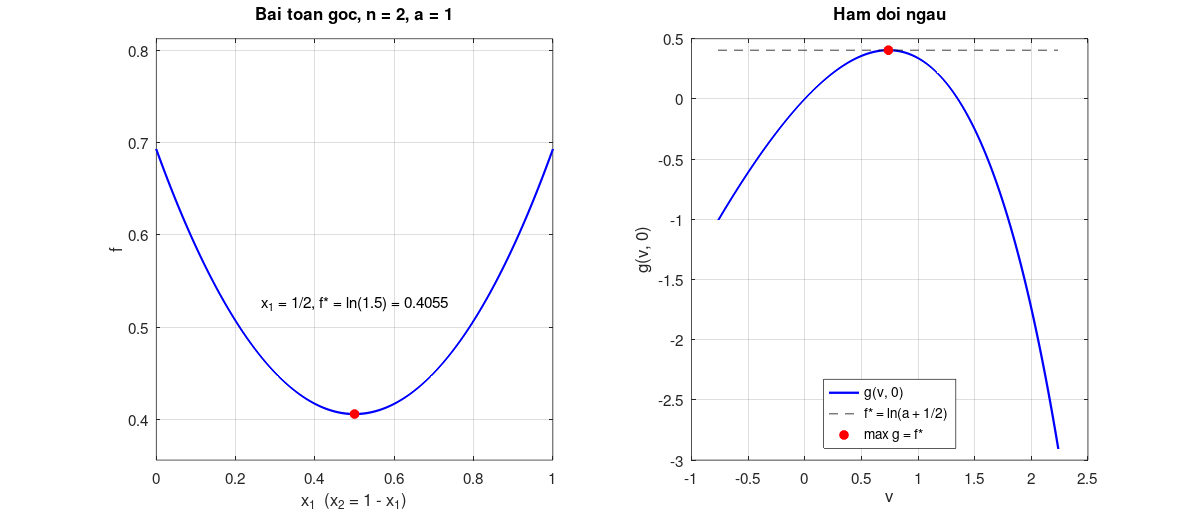 Bai toan goc, n = 2, a = 1
f
0.8
0.7
0.6
0.5
0.4
x₁ = 1/2, f* = ln(1.5) = 0.4055
0 0.2 0.4 0.6 0.8 1
x₁ (x₂ = 1 - x₁)
Ham doi ngau
g(v, 0)
0.5
0
-0.5
-1
-1.5
-2
-2.5
-3
g(v, 0)
f* = ln(a + 1/2)
max g = f*
-1 -0.5 0 0.5 1 1.5 2 2.5
v